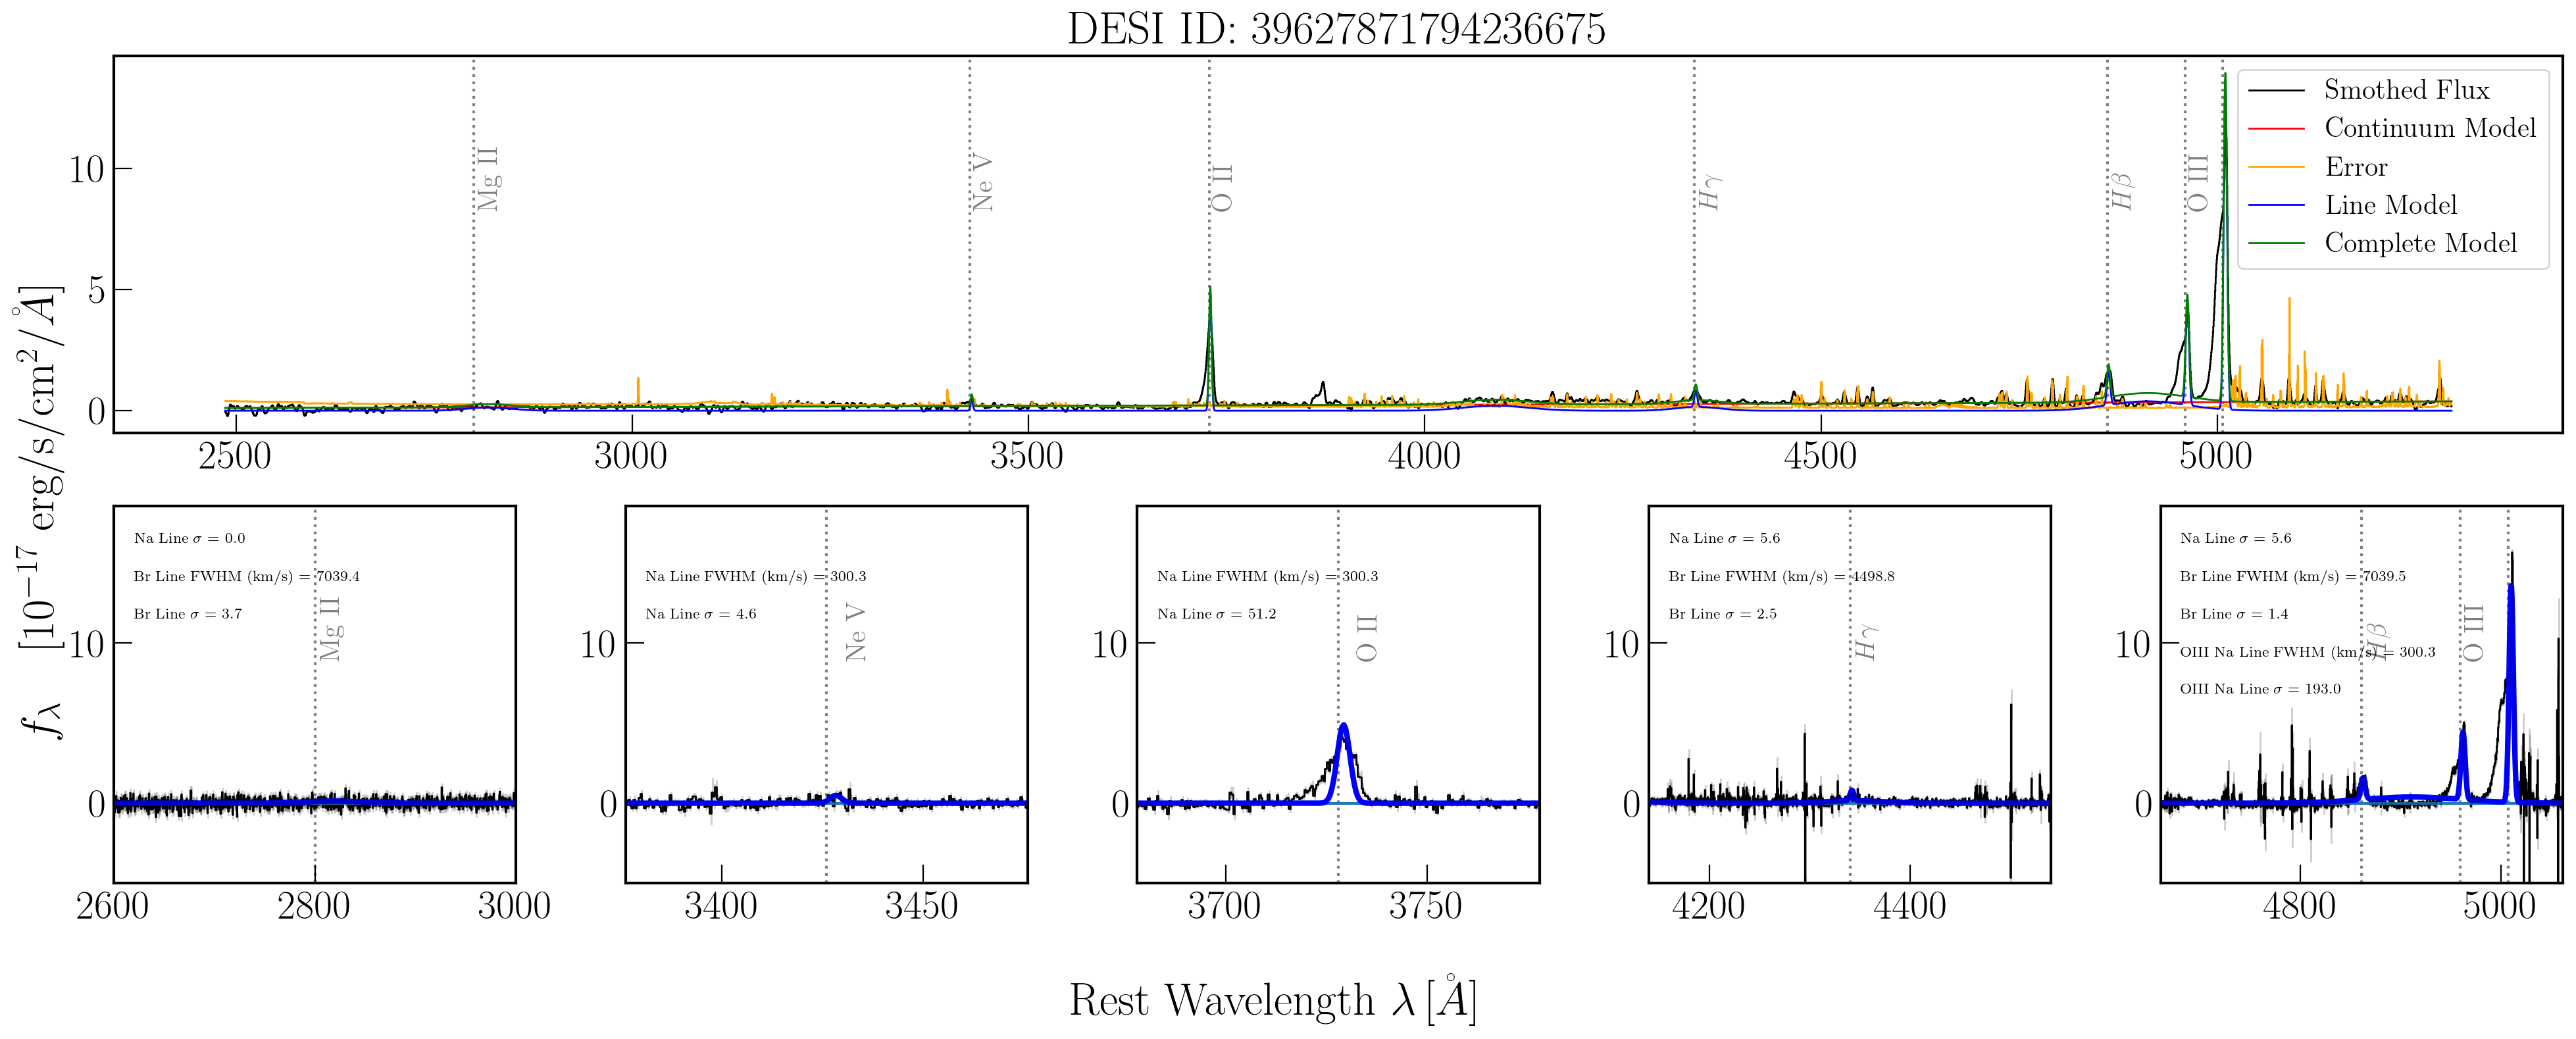 DESI ID: 39627871794236675
10
5
0
Mg II
Ne V
O II
Hγ
Hβ
O III
Smothed Flux
Continuum Model
Error
Line Model
Complete Model
2500 3000 3500 4000 4500 5000
fλ [10−17 erg/s/cm2/Å]
Na Line σ = 0.0
Br Line FWHM (km/s) = 7039.4
Br Line σ = 3.7
Mg II
10
0
2600 2800 3000
Na Line FWHM (km/s) = 300.3
Na Line σ = 4.6
Ne V
10
0
3400 3450
Na Line FWHM (km/s) = 300.3
Na Line σ = 51.2
O II
10
0
3700 3750
Na Line σ = 5.6
Br Line FWHM (km/s) = 4498.8
Br Line σ = 2.5
Hγ
10
0
4200 4400
Na Line σ = 5.6
Br Line FWHM (km/s) = 7039.5
Br Line σ = 1.4
OIII Na Line FWHM (km/s) = 300.3
OIII Na Line σ = 193.0
Hβ
O III
10
0
4800 5000
Rest Wavelength λ [Å]